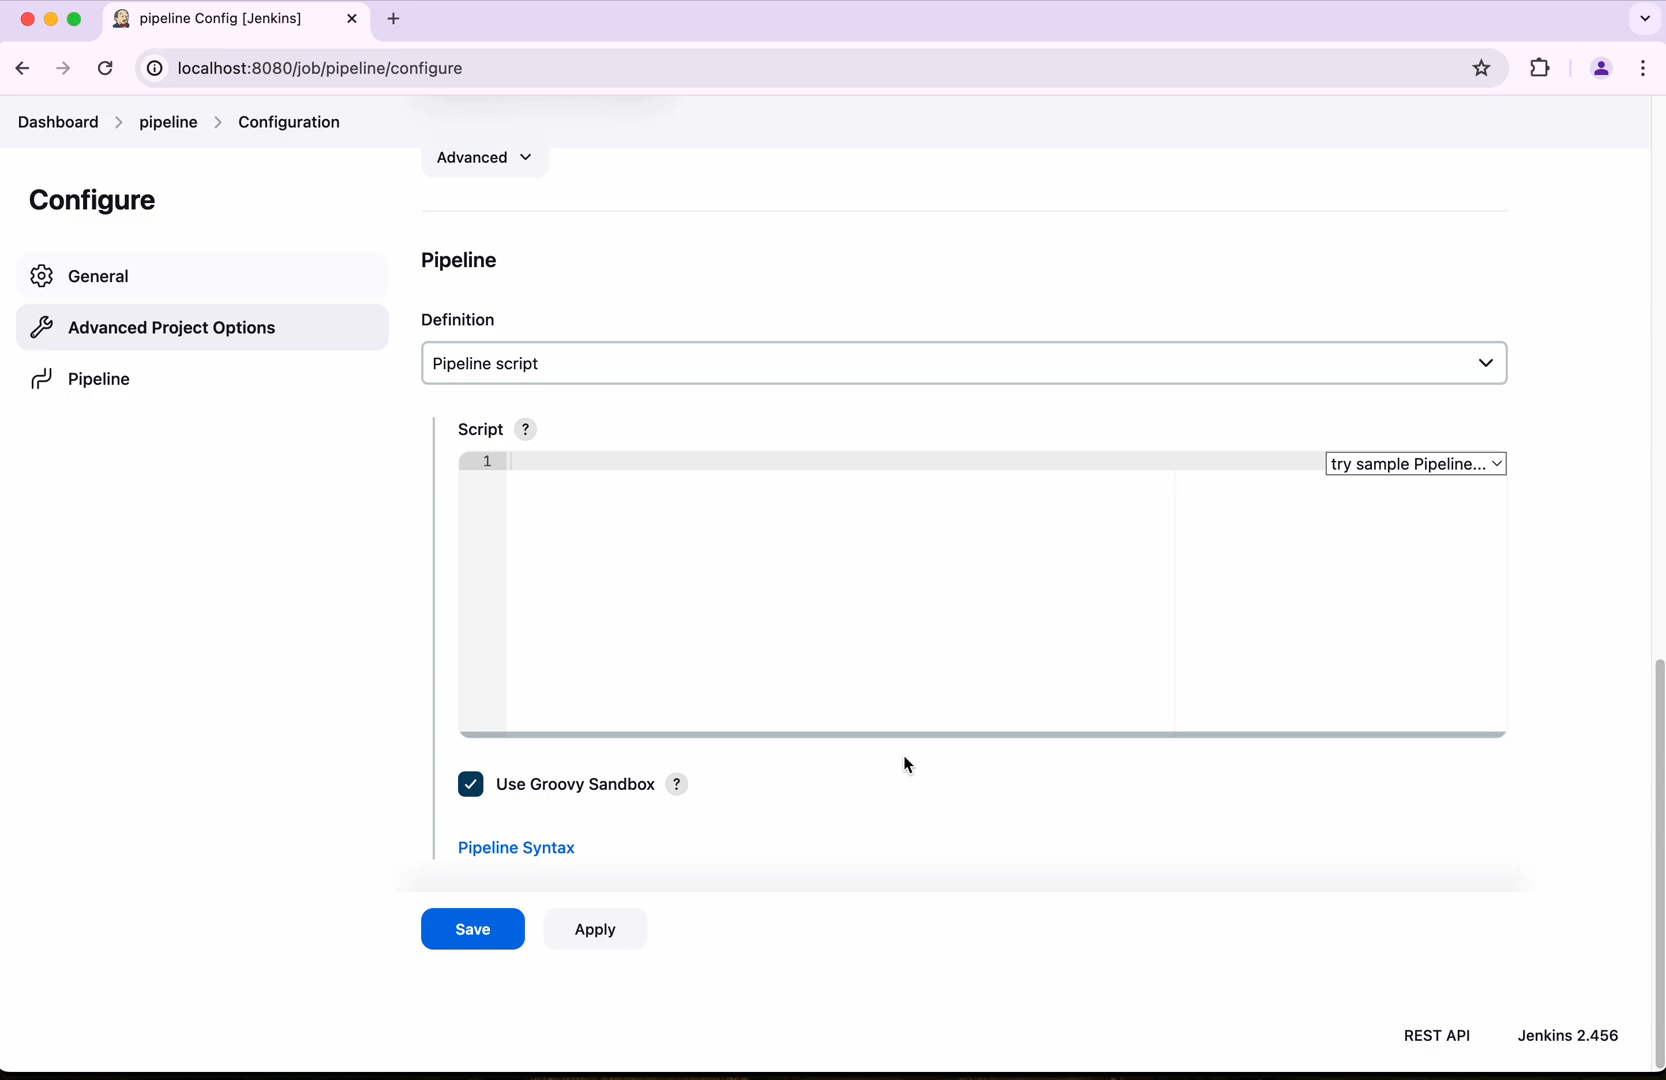 pipeline Config [Jenkins]
localhost:8080/job/pipeline/configure
Dashboard > pipeline > Configuration
Advanced
Configure
General
Advanced Project Options
Pipeline
Pipeline
Definition
Pipeline script
Script ?
1
try sample Pipeline...
Use Groovy Sandbox ?
Pipeline Syntax
Save Apply
REST API Jenkins 2.456